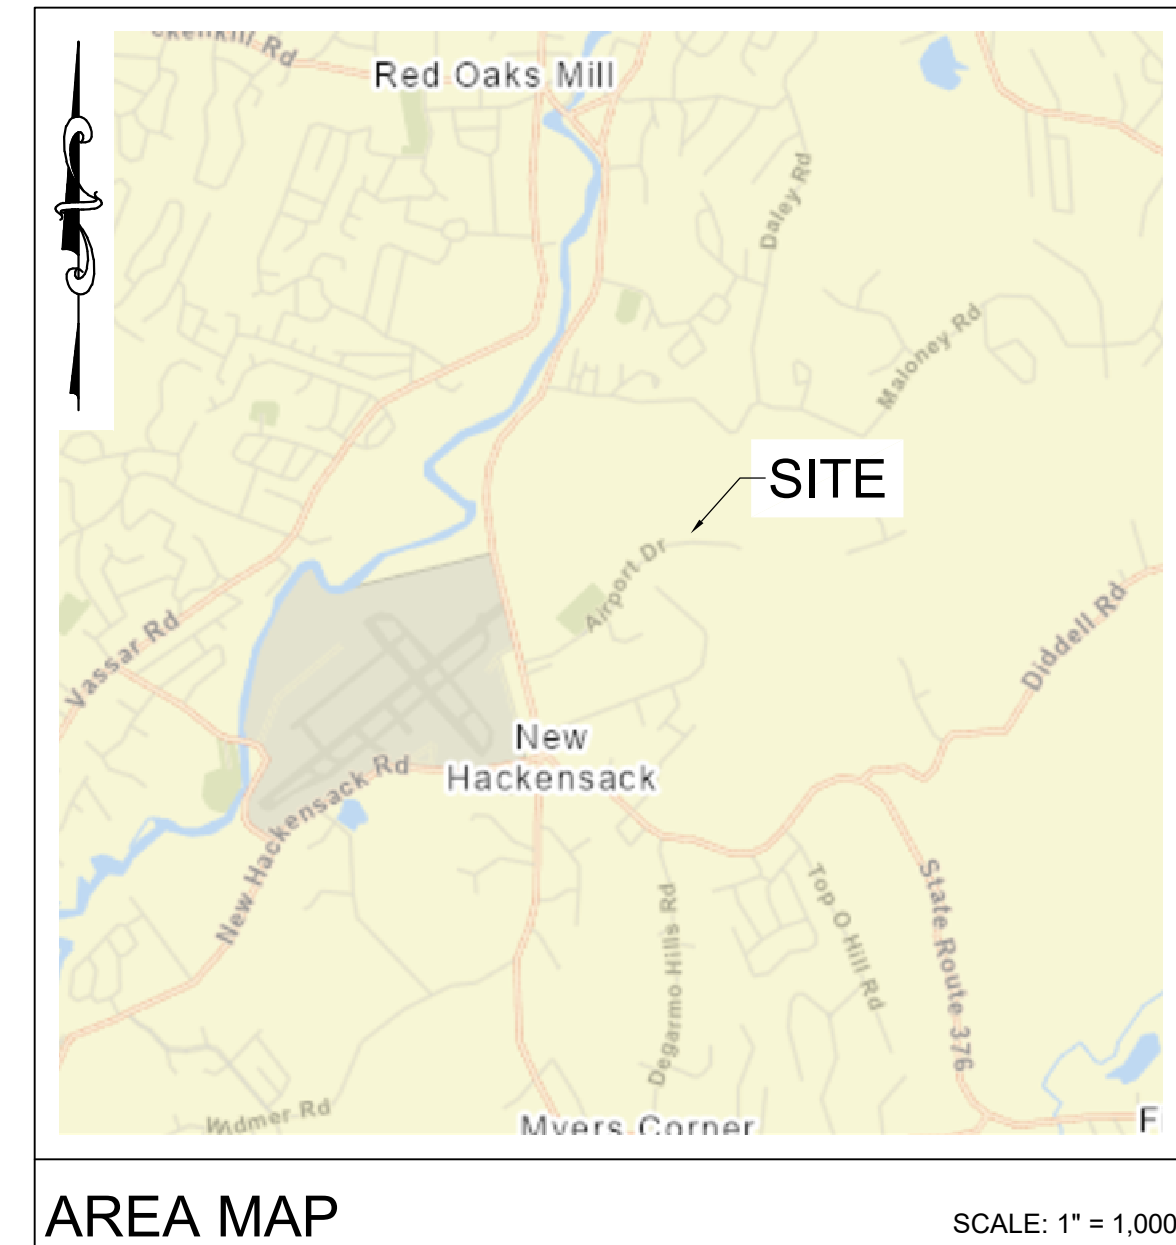 Rd
Red Oaks Mill
Daley Rd
Maloney Rd
SITE
Airport Dr
Diddell Rd
Vassar Rd
New
Hackensack
New Hackensack Rd
State Route 376
Top O Hill Rd
Degarmo Hills Rd
Widmer Rd
Myers Corner
F
AREA MAP
SCALE: 1" = 1,000